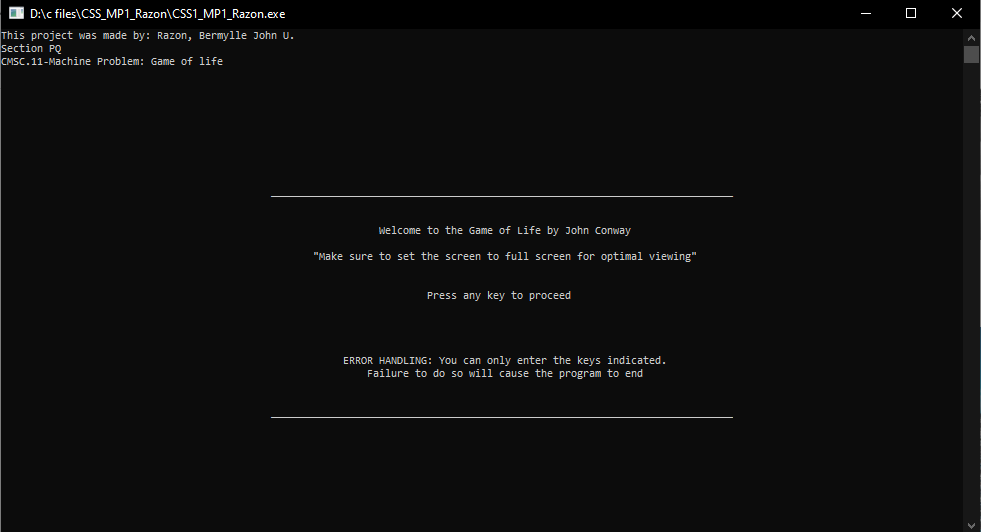 D:\c files\CSS_MP1_Razon\CSS1_MP1_Razon.exe
This project was made by: Razon, Bermylle John U.
Section PQ
CMSC.11-Machine Problem: Game of life
Welcome to the Game of Life by John Conway
"Make sure to set the screen to full screen for optimal viewing"
Press any key to proceed
ERROR HANDLING: You can only enter the keys indicated.
Failure to do so will cause the program to end